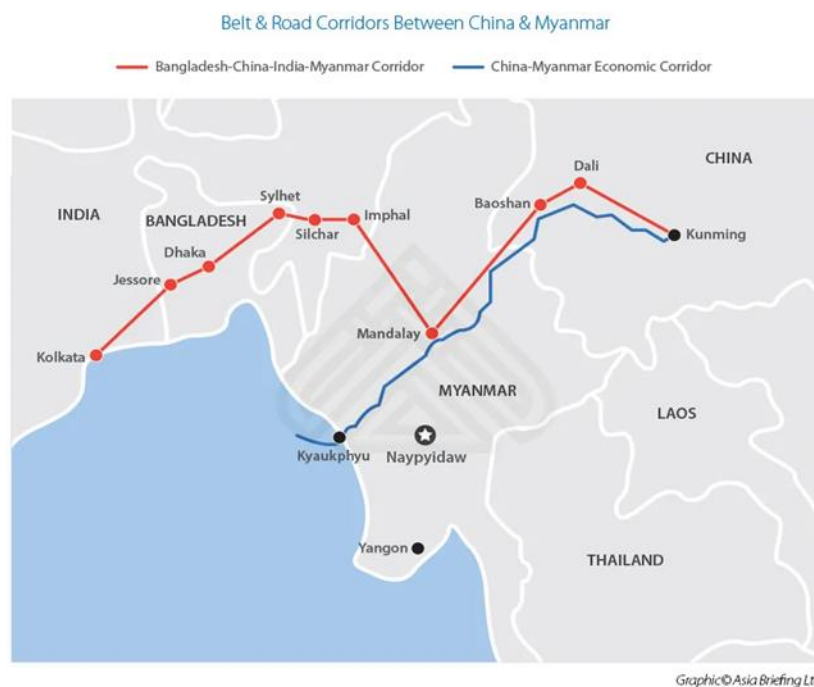 Belt & Road Corridors Between China & Myanmar
Bangladesh-China-India-Myanmar Corridor
China-Myanmar Economic Corridor
CHINA
Dali
Baoshan
Kunming
Sylhet
Imphal
INDIA
BANGLADESH
Silchar
Dhaka
Jessore
Mandalay
Kolkata
MYANMAR
LAOS
Kyaukphyu
Naypyidaw
Yangon
THAILAND
Graphic© Asia Briefing Lt